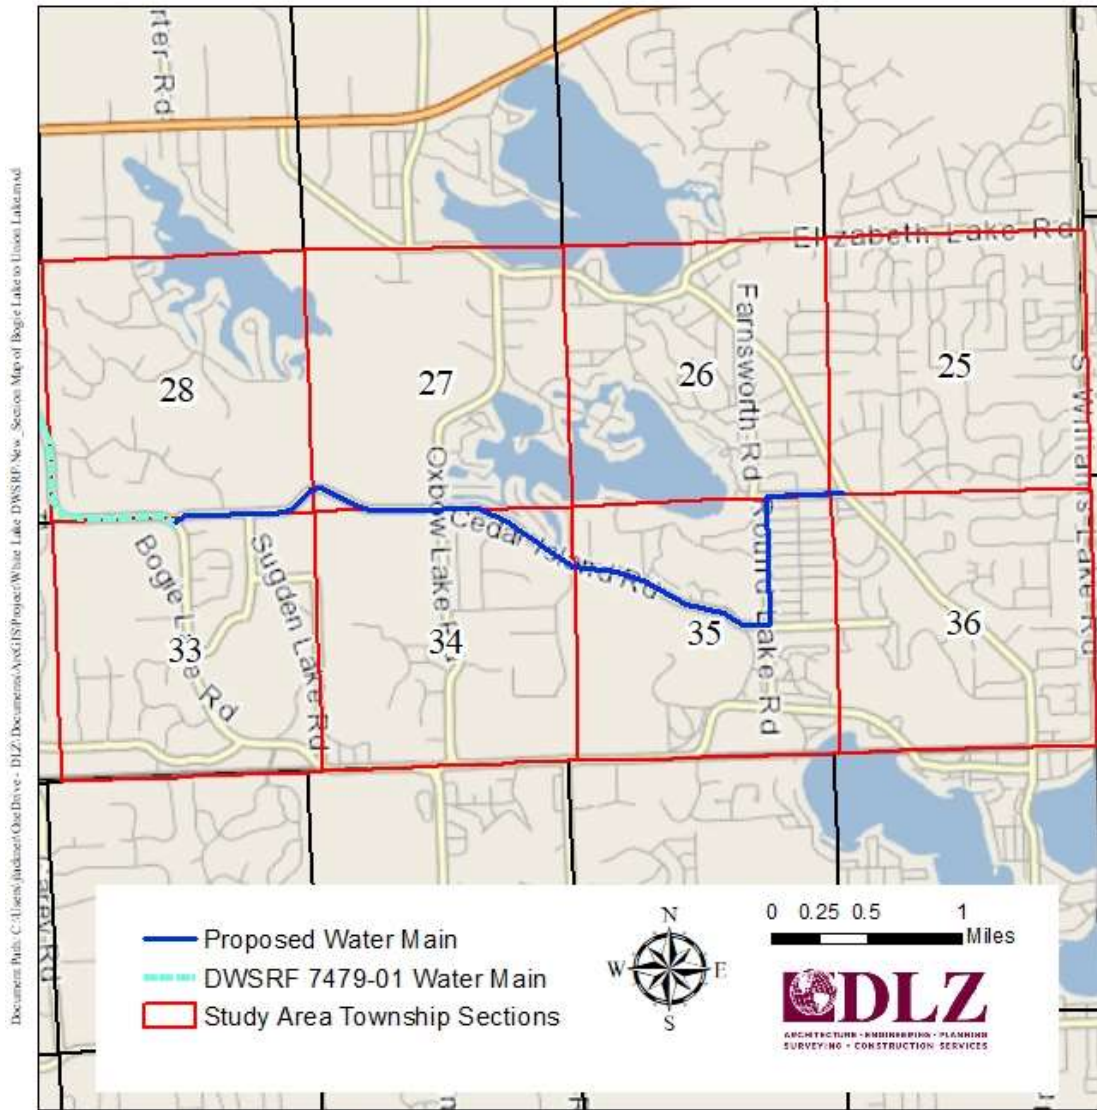 rter-Rd
Elizabeth-Lake Rd
Farnsworth-Rd
28
27
26
25
S-Williams-Lake-Rd
Oxbow-Lake-Rd
Cedar Island Rd
Round-Lake-Rd
Bogie Lake Rd
Sugden Lake Rd
33
34
35
36
Carey-Rd
Proposed Water Main
DWSRF 7479-01 Water Main
Study Area Township Sections
N
W
E
S
0 0.25 0.5 1
Miles
DLZ
ARCHITECTURE · ENGINEERING · PLANNING
SURVEYING · CONSTRUCTION SERVICES